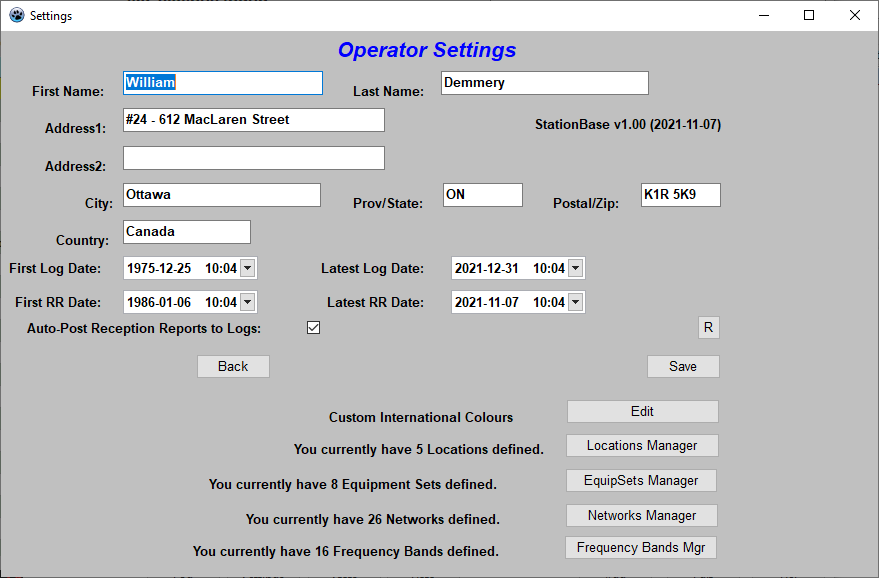 Settings
Operator Settings
First Name: William Last Name: Demmery
Address1: #24 - 612 MacLaren Street StationBase v1.00 (2021-11-07)
Address2:
City: Ottawa Prov/State: ON Postal/Zip: K1R 5K9
Country: Canada
First Log Date: 1975-12-25 10:04 Latest Log Date: 2021-12-31 10:04
First RR Date: 1986-01-06 10:04 Latest RR Date: 2021-11-07 10:04
Auto-Post Reception Reports to Logs: R
Back Save
Custom International Colours Edit
You currently have 5 Locations defined. Locations Manager
You currently have 8 Equipment Sets defined. EquipSets Manager
You currently have 26 Networks defined. Networks Manager
You currently have 16 Frequency Bands defined. Frequency Bands Mgr